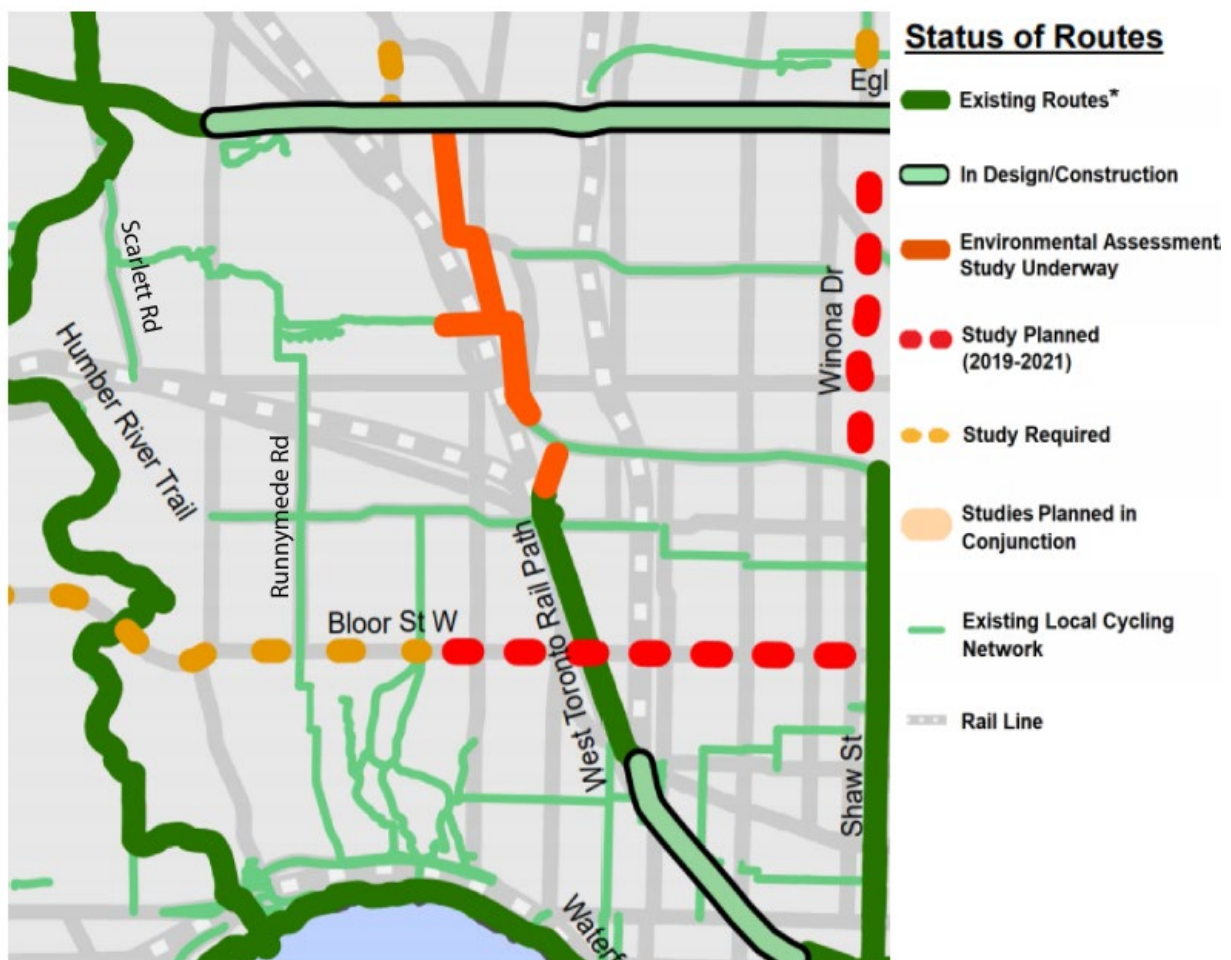 Status of Routes
Egl
Existing Routes*
In Design/Construction
Scarlett Rd
Environmental Assessment
Study Underway
Winona Dr
Humber River Trail
Study Planned
(2019-2021)
Runnymede Rd
Study Required
West Toronto Rail Path
Studies Planned in
Conjunction
Bloor St W
Existing Local Cycling
Network
Rail Line
Shaw St
Waterf